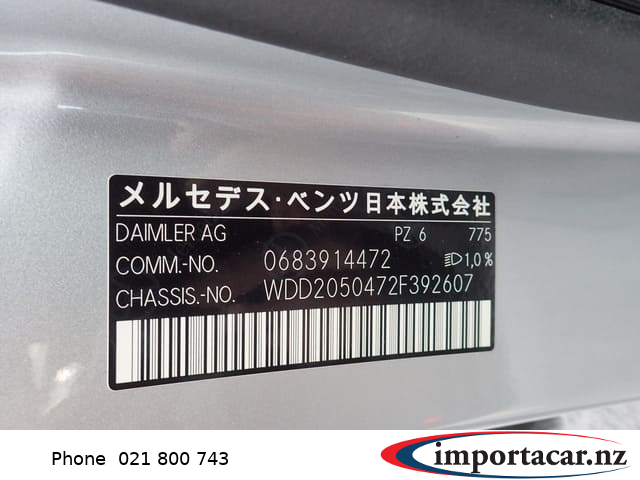 メルセデス・ベンツ日本株式会社
DAIMLER AG PZ 6 775
COMM.-NO. 0683914472 1,0%
CHASSIS.-NO. WDD2050472F392607
Phone 021 800 743
importacar.nz